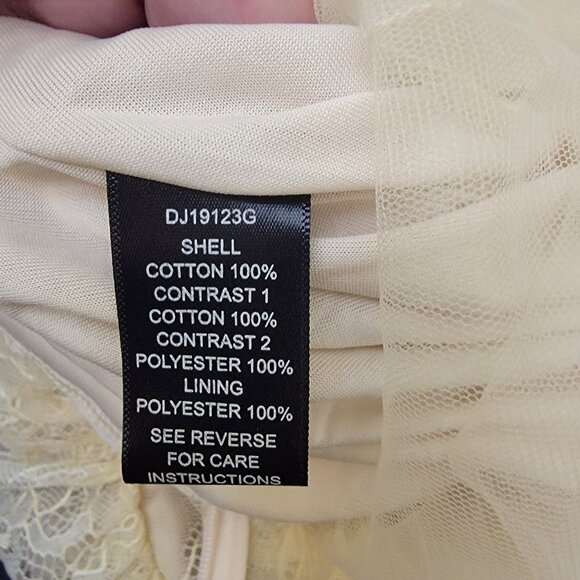 DJ19123G
SHELL
COTTON 100%
CONTRAST 1
COTTON 100%
CONTRAST 2
POLYESTER 100%
LINING
POLYESTER 100%
SEE REVERSE
FOR CARE
INSTRUCTIONS